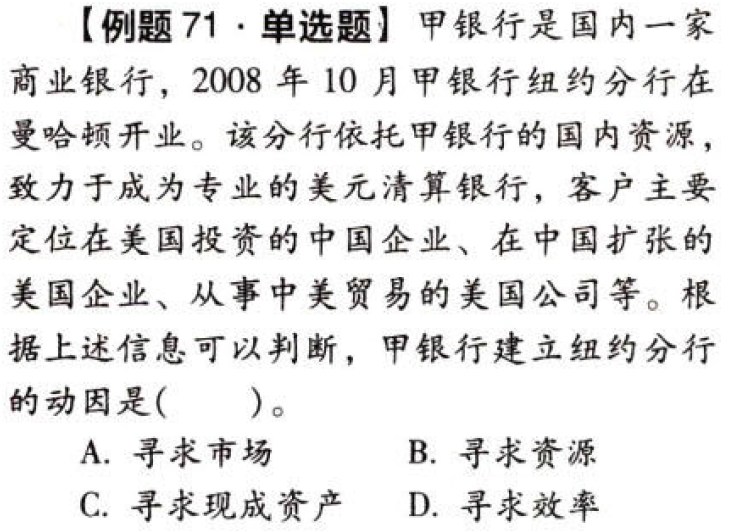 【例题 71 · 单选题】 甲银行是国内一家
商业银行，2008 年 10 月甲银行纽约分行在
曼哈顿开业。该分行依托甲银行的国内资源，
致力于成为专业的美元清算银行，客户主要
定位在美国投资的中国企业、在中国扩张的
美国企业、从事中美贸易的美国公司等。根
据上述信息可以判断，甲银行建立纽约分行
的动因是(  )。
A. 寻求市场 B. 寻求资源
C. 寻求现成资产 D. 寻求效率